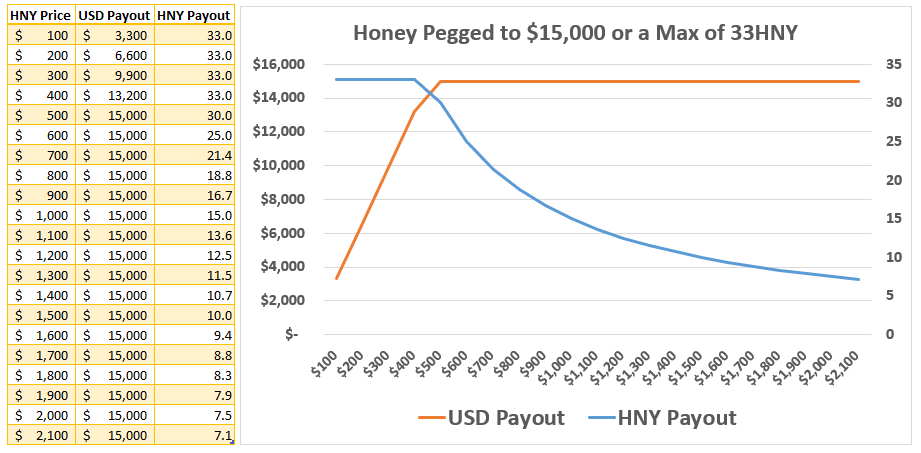 HNY Price USD Payout HNY Payout
$ 100 $ 3,300 33.0
$ 200 $ 6,600 33.0
$ 300 $ 9,900 33.0
$ 400 $ 13,200 33.0
$ 500 $ 15,000 30.0
$ 600 $ 15,000 25.0
$ 700 $ 15,000 21.4
$ 800 $ 15,000 18.8
$ 900 $ 15,000 16.7
$ 1,000 $ 15,000 15.0
$ 1,100 $ 15,000 13.6
$ 1,200 $ 15,000 12.5
$ 1,300 $ 15,000 11.5
$ 1,400 $ 15,000 10.7
$ 1,500 $ 15,000 10.0
$ 1,600 $ 15,000 9.4
$ 1,700 $ 15,000 8.8
$ 1,800 $ 15,000 8.3
$ 1,900 $ 15,000 7.9
$ 2,000 $ 15,000 7.5
$ 2,100 $ 15,000 7.1
Honey Pegged to $15,000 or a Max of 33HNY
$16,000
$14,000
$12,000
$10,000
$8,000
$6,000
$4,000
$2,000
$-
35
30
25
20
15
10
5
0
$100 $200 $300 $400 $500 $600 $700 $800 $900 $1,000 $1,100 $1,200 $1,300 $1,400 $1,500 $1,600 $1,700 $1,800 $1,900 $2,000 $2,100
USD Payout HNY Payout